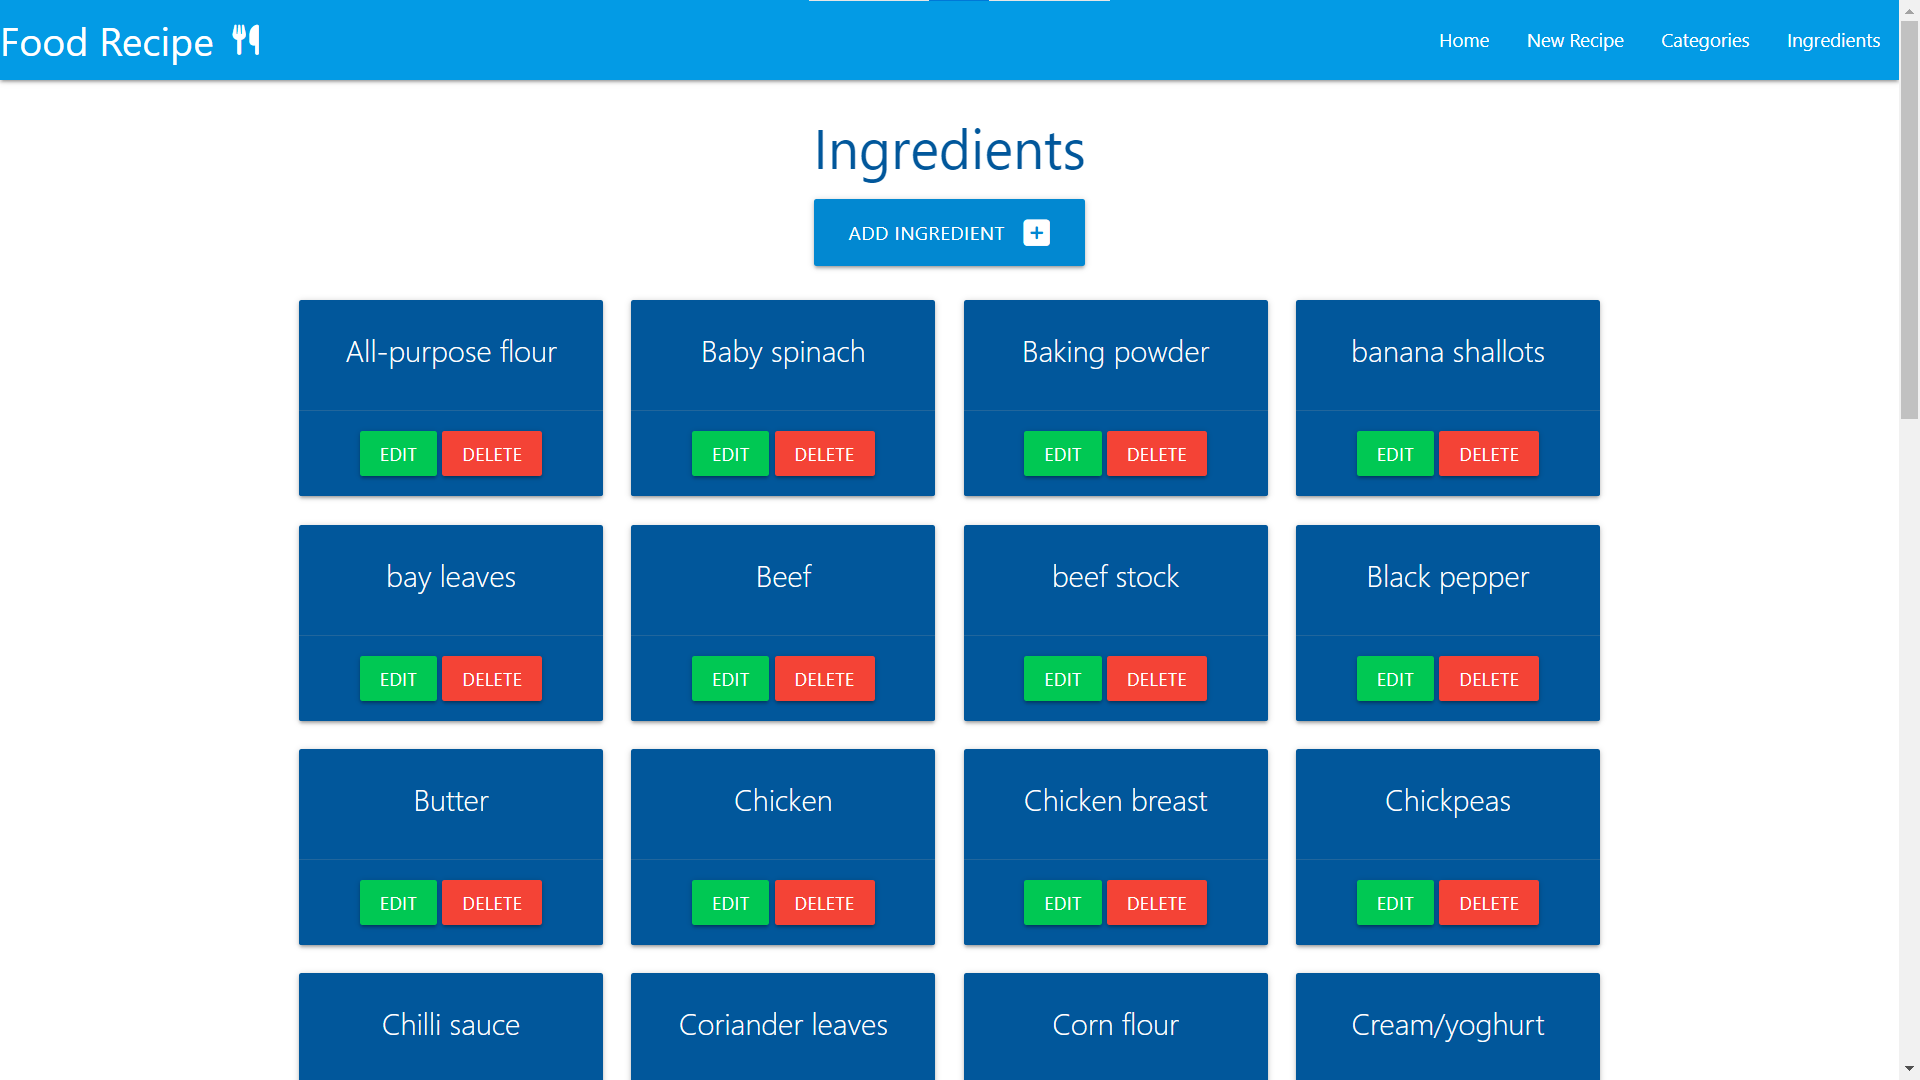 Food Recipe
Home New Recipe Categories Ingredients
Ingredients
ADD INGREDIENT
All-purpose flour Baby spinach Baking powder banana shallots
EDIT DELETE EDIT DELETE EDIT DELETE EDIT DELETE
bay leaves Beef beef stock Black pepper
EDIT DELETE EDIT DELETE EDIT DELETE EDIT DELETE
Butter Chicken Chicken breast Chickpeas
EDIT DELETE EDIT DELETE EDIT DELETE EDIT DELETE
Chilli sauce Coriander leaves Corn flour Cream/yoghurt